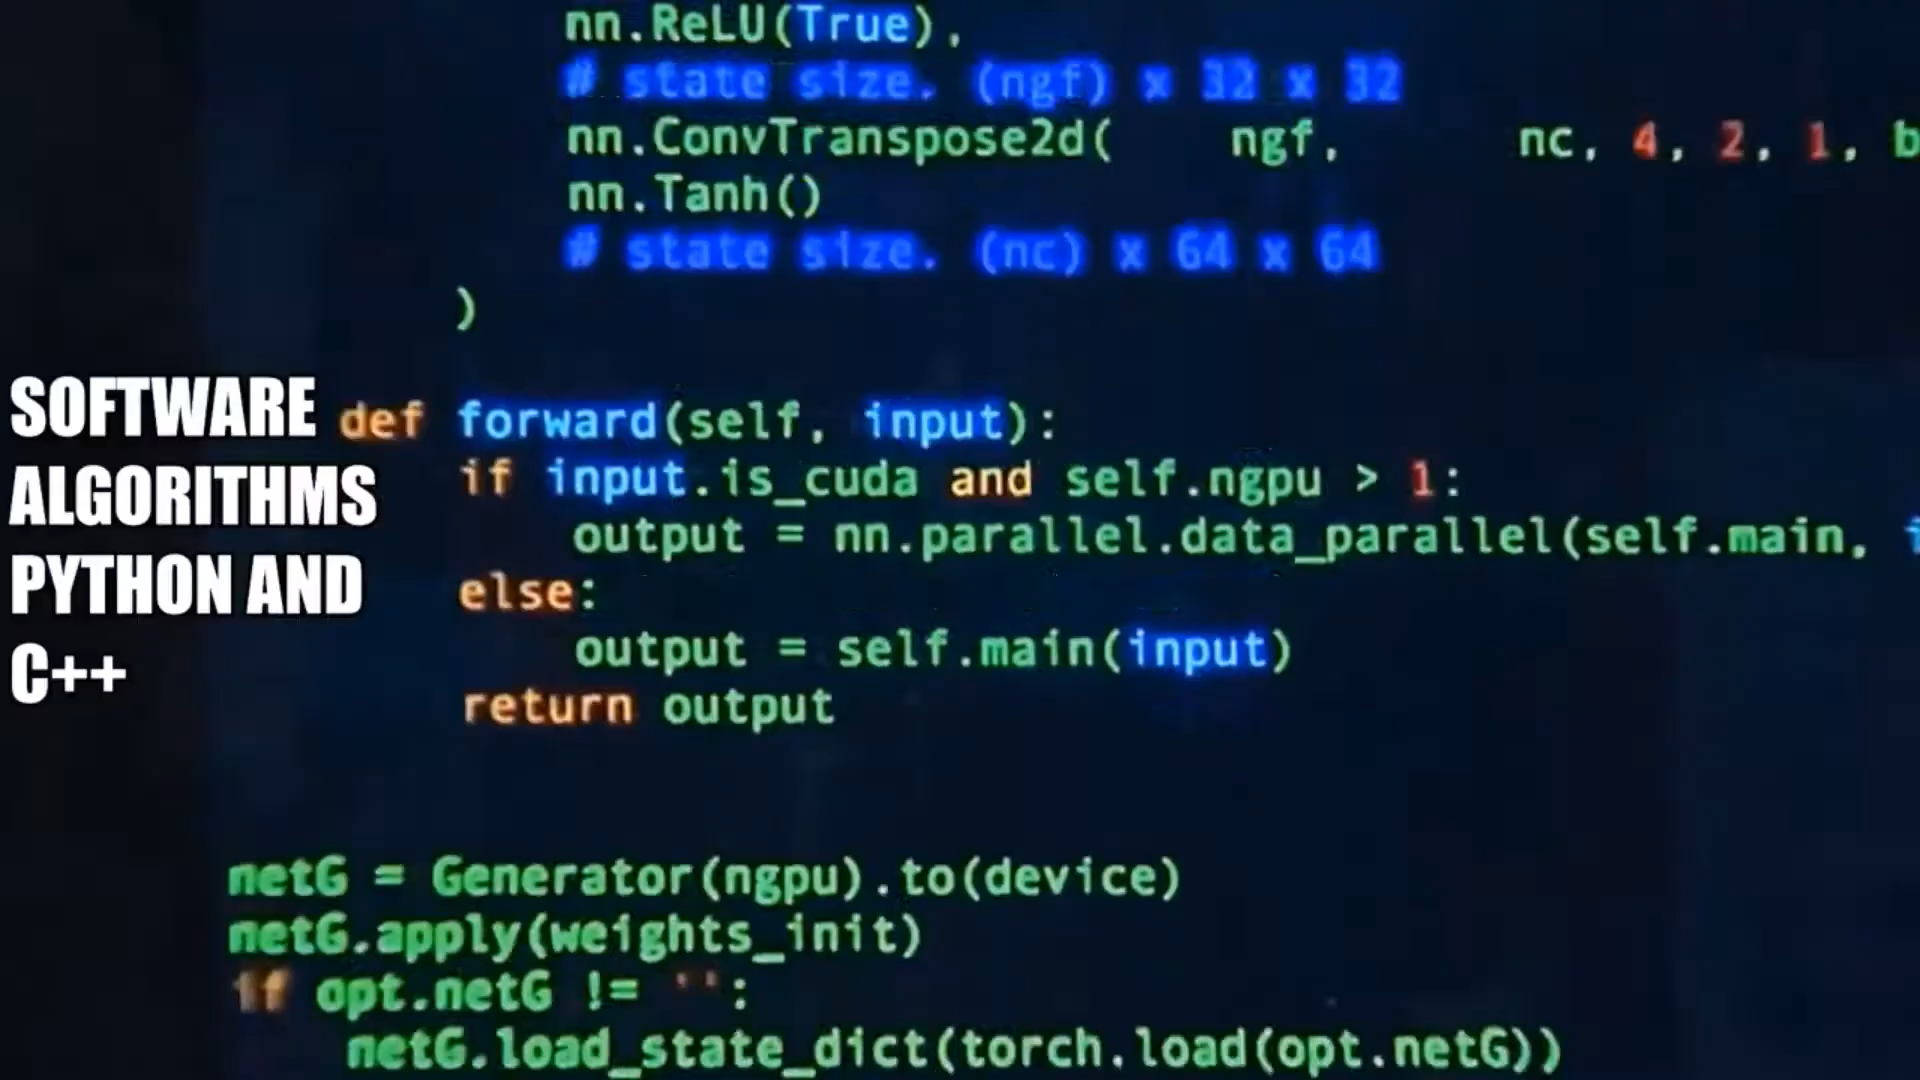 nn.ReLU(True),
# state size. (ngf) x 32 x 32
nn.ConvTranspose2d( ngf, nc, 4, 2, 1, b
nn.Tanh()
# state size. (nc) x 64 x 64
)
SOFTWARE
ALGORITHMS
PYTHON AND
C++
def forward(self, input):
if input.is_cuda and self.ngpu > 1:
output = nn.parallel.data_parallel(self.main, i
else:
output = self.main(input)
return output
netG = Generator(ngpu).to(device)
netG.apply(weights_init)
if opt.netG != '':
netG.load_state_dict(torch.load(opt.netG))